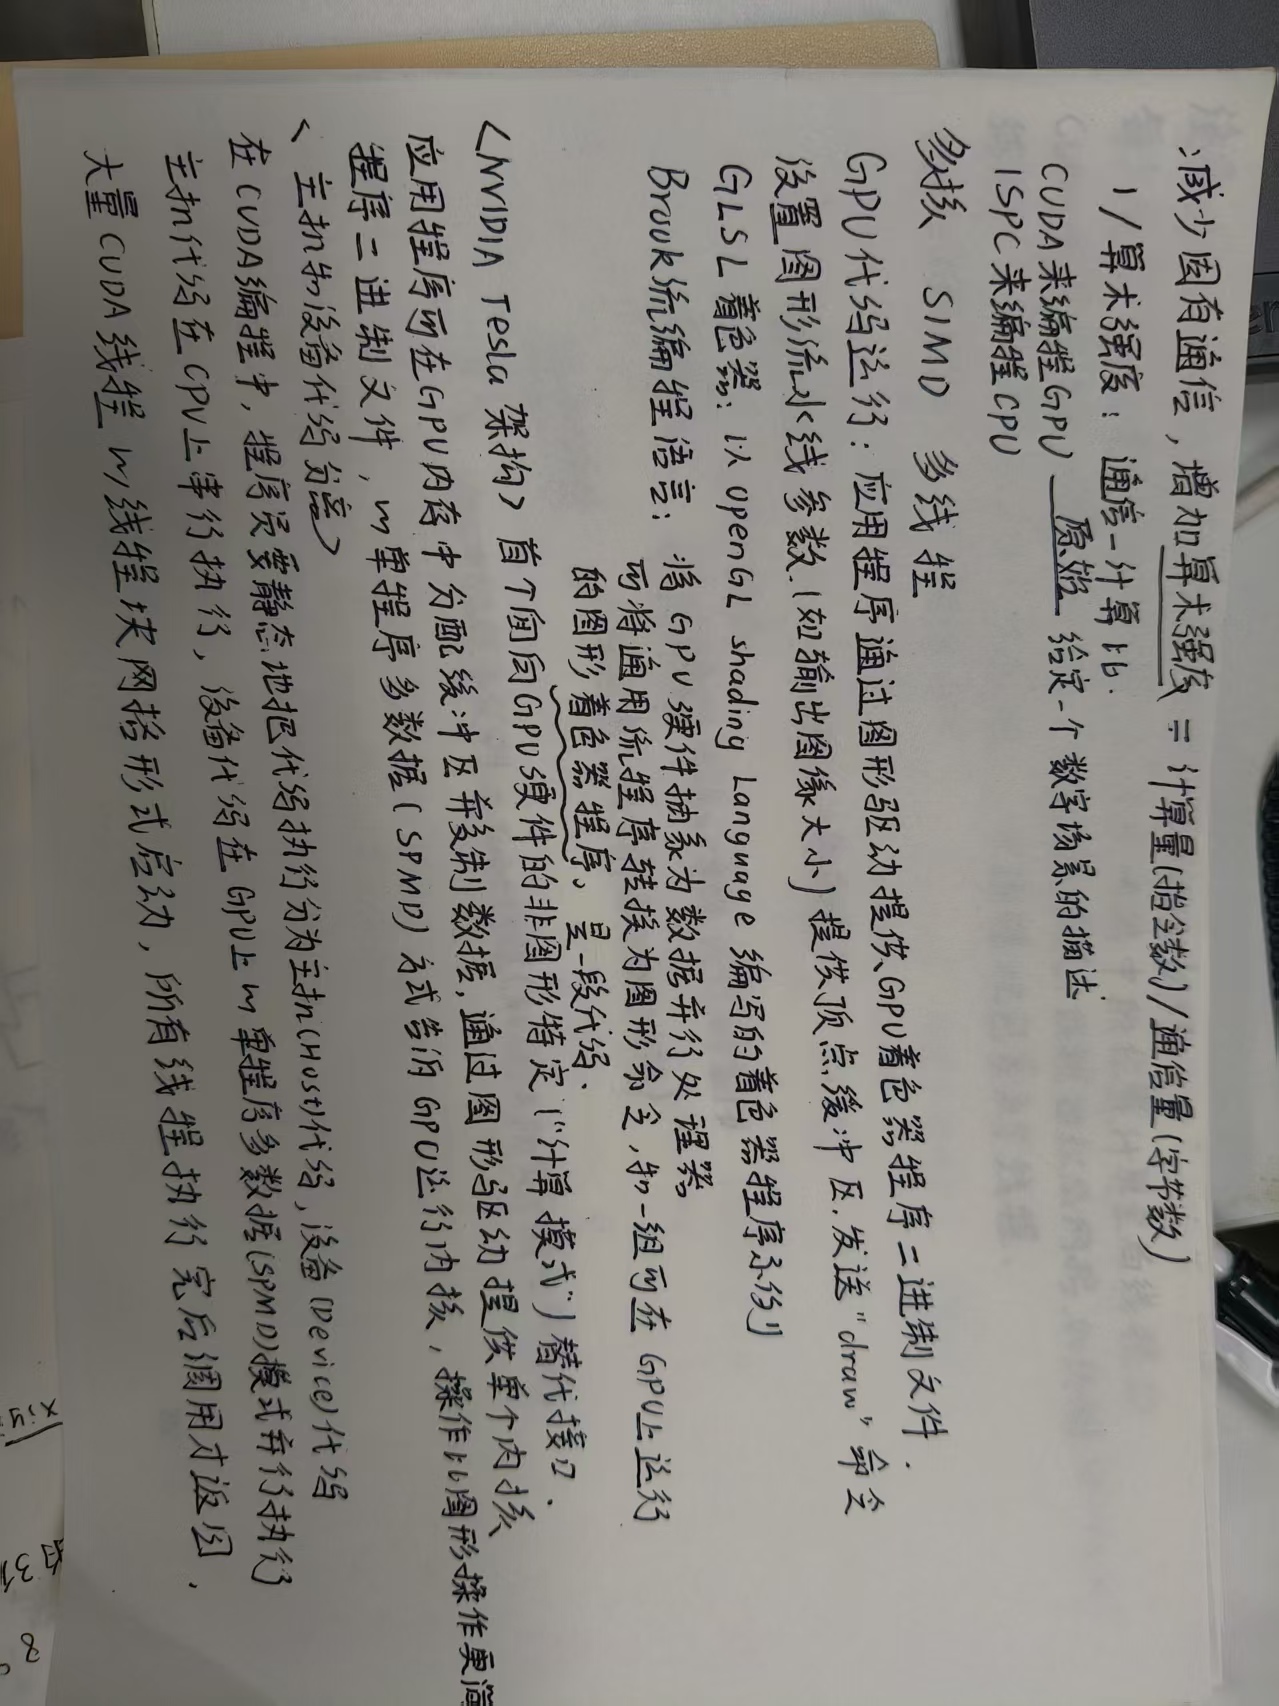 :减少固有通信，增加算术强度 = 计算量(指令数)/通信量(字节数)
1/算术强度： 通信-计算比.
CUDA来编程GPU 原始 给定一个数字场景的描述
ISPC来编程CPU
多核 SIMD 多线程
GPU代码运行：应用程序通过图形驱动提供GPU着色器程序二进制文件.
设置图形流水线参数.(如输出图像大小)提供顶点缓冲区.发送"draw"命令
GLSL着色器：以OpenGL shading Language编写的着色器程序示例
Brook流编程语言：将GPU硬件抽象为数据并行处理器
可将通用流程序转换为图形命令,和一组可在GPU上运行
的图形着色器程序。是一段代码.
<NVIDIA Tesla 架构> 首个面向GPU硬件的非图形特定("计算模式")替代接口.
应用程序可在GPU内存中分配缓冲区并复制数据,通过图形驱动提供单个内核
程序二进制文件,以单程序多数据(SPMD)方式告诉GPU运行内核,操作比图形操作更简
<主机和设备代码分离>
在CUDA编程中,程序员要静态地把代码执行分为主机(Host)代码,设备(Device)代码
主机代码在CPU上串行执行,设备代码在GPU上以单程序多数据(SPMD)模式并行执行
大量CUDA线程以线程块网格形式启动,所有线程执行完后调用才返回.
xiy
31
8